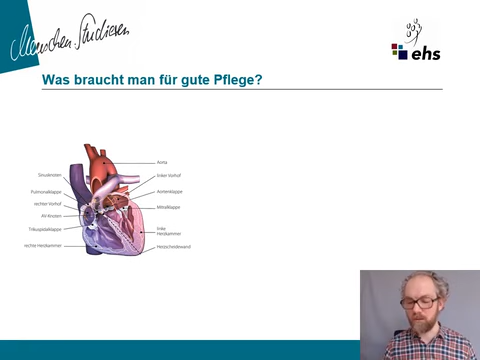 Menschen.Studieren
ehs
Was braucht man für gute Pflege?
Sinusknoten
Pulmonalklappe
rechter Vorhof
AV-Knoten
Trikuspidalklappe
rechte Herzkammer
Aorta
linker Vorhof
Aortenklappe
Mitralklappe
linke
Herzkammer
Herzscheidewand